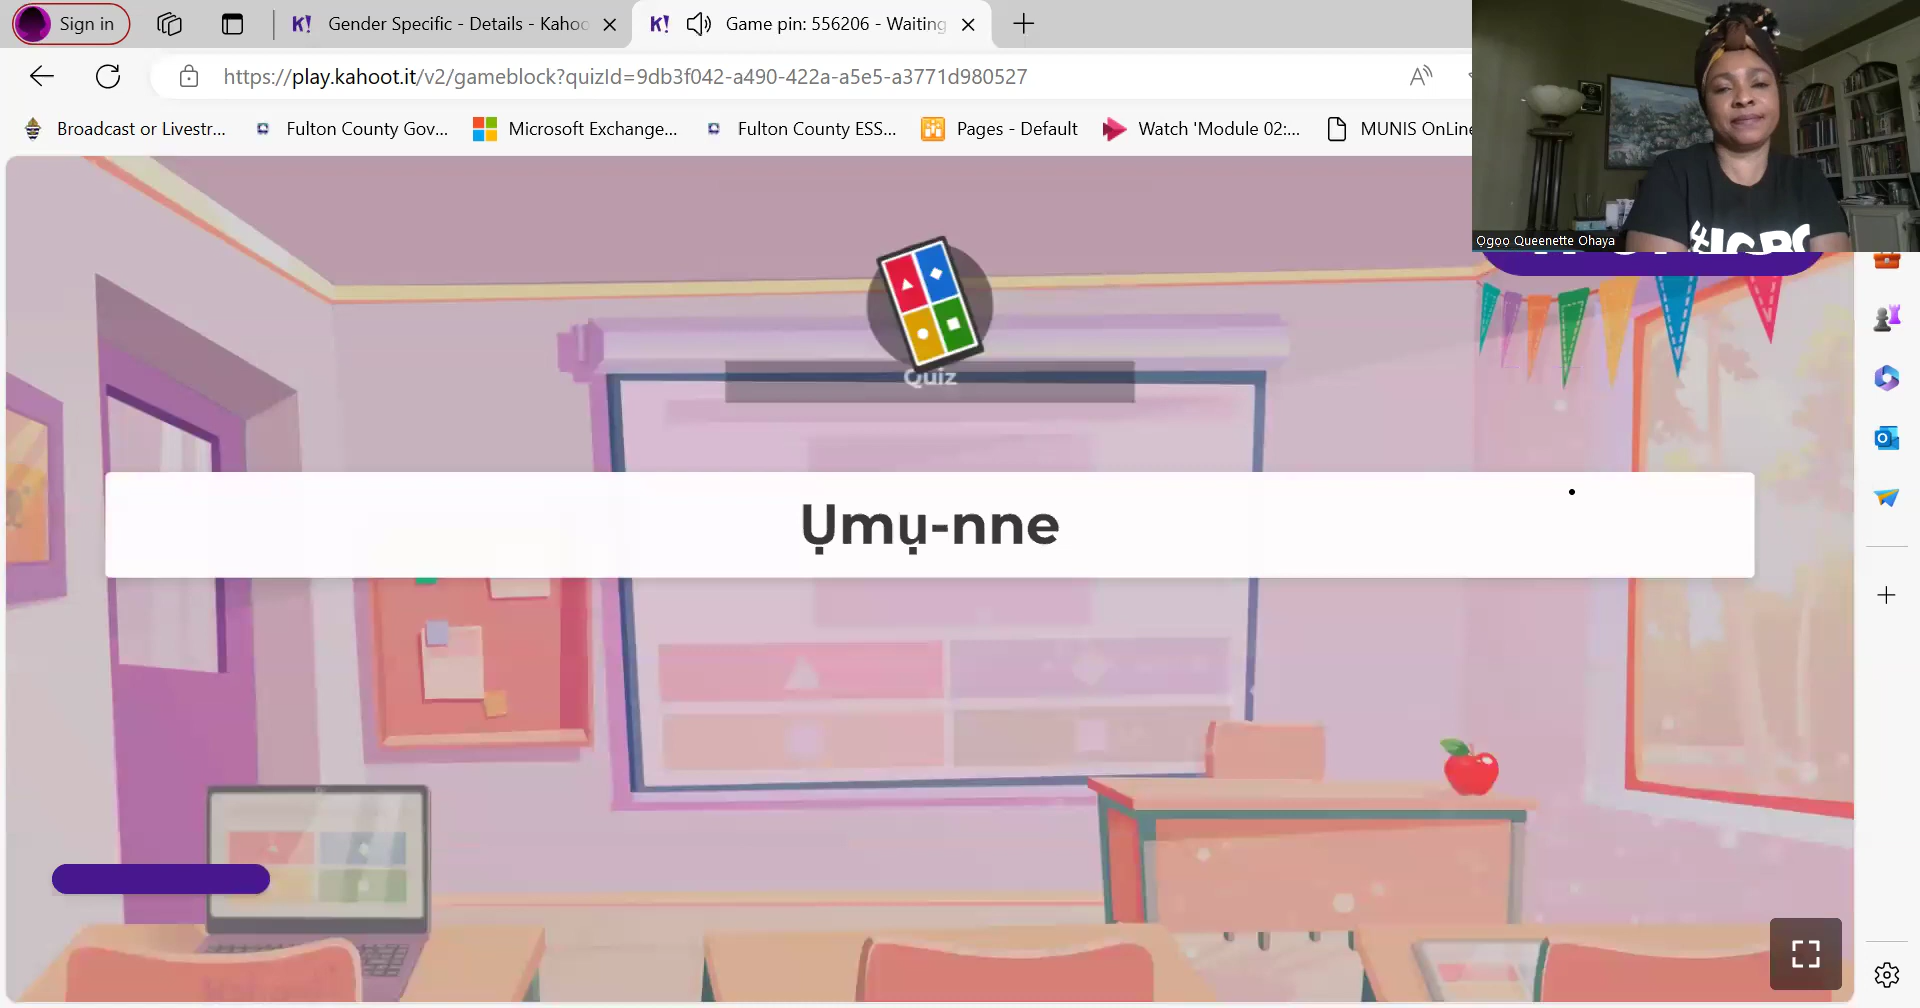 Sign in
Gender Specific - Details - Kahoo
Game pin: 556206 - Waiting
https://play.kahoot.it/v2/gameblock?quizId=9db3f042-a490-422a-a5e5-a3771d980527
Broadcast or Livestr...
Fulton County Gov...
Microsoft Exchange...
Fulton County ESS...
Pages - Default
Watch 'Module 02:...
MUNIS OnLine
Ọgọọ Queenette Ohaya
Quiz
Ụmụ-nne